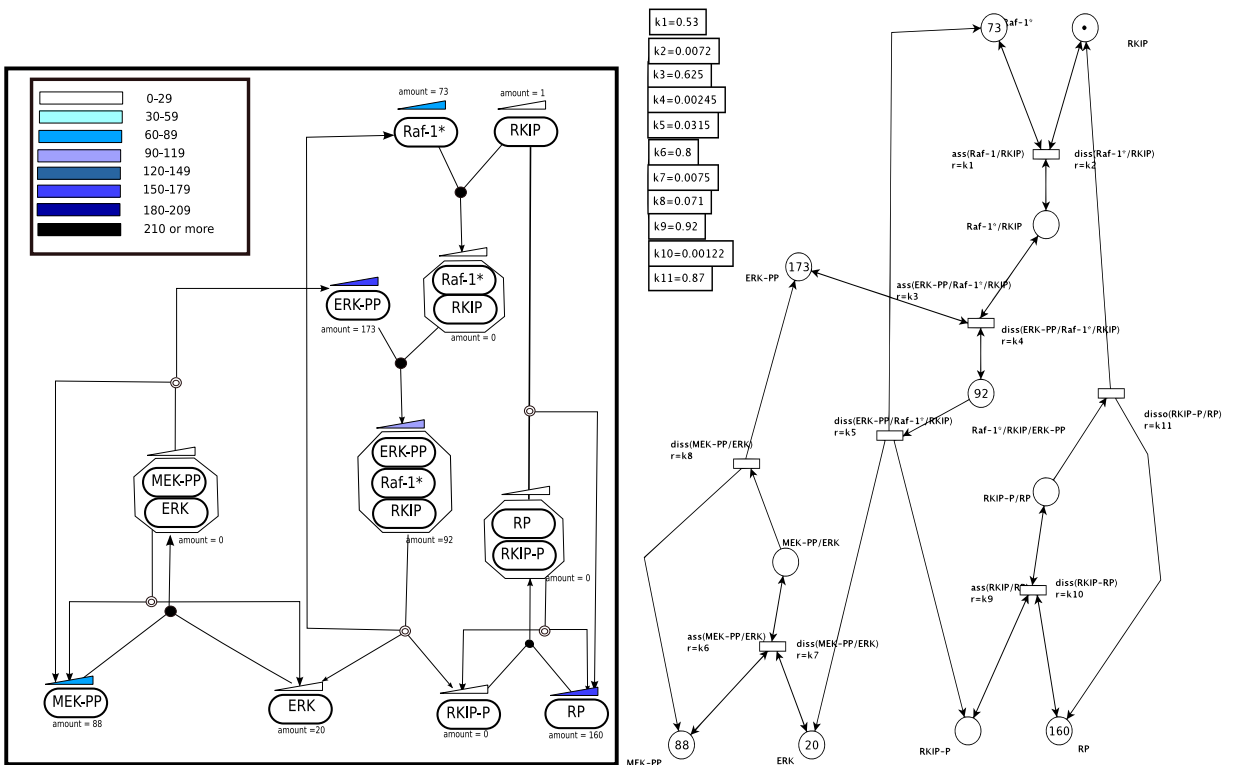 0-29
30-59
60-89
90-119
120-149
150-179
180-209
210 or more
amount = 73
Raf-1*
amount = 1
RKIP
Raf-1*
RKIP
amount = 0
ERK-PP
amount = 173
ERK-PP
Raf-1*
RKIP
amount =92
MEK-PP
ERK
amount = 0
RP
RKIP-P
amount = 0
MEK-PP
amount = 88
ERK
amount =20
RKIP-P
amount = 0
RP
amount = 160
k1=0.53
k2=0.0072
k3=0.625
k4=0.00245
k5=0.0315
k6=0.8
k7=0.0075
k8=0.071
k9=0.92
k10=0.00122
k11=0.87
73
Raf-1*
RKIP
ass(Raf-1/RKIP)
r=k1
diss(Raf-1*/RKIP)
r=k2
Raf-1*/RKIP
173
ERK-PP
ass(ERK-PP/Raf-1*/RKIP)
r=k3
diss(ERK-PP/Raf-1*/RKIP)
r=k4
92
Raf-1*/RKIP/ERK-PP
diss(ERK-PP/Raf-1*/RKIP)
r=k5
disso(RKIP-P/RP)
r=k11
diss(MEK-PP/ERK)
r=k8
RKIP-P/RP
MEK-PP/ERK
ass(RKIP/RP)
r=k9
diss(RKIP-RP)
r=k10
ass(MEK-PP/ERK)
r=k6
diss(MEK-PP/ERK)
r=k7
88
MEK-PP
20
ERK
RKIP-P
160
RP